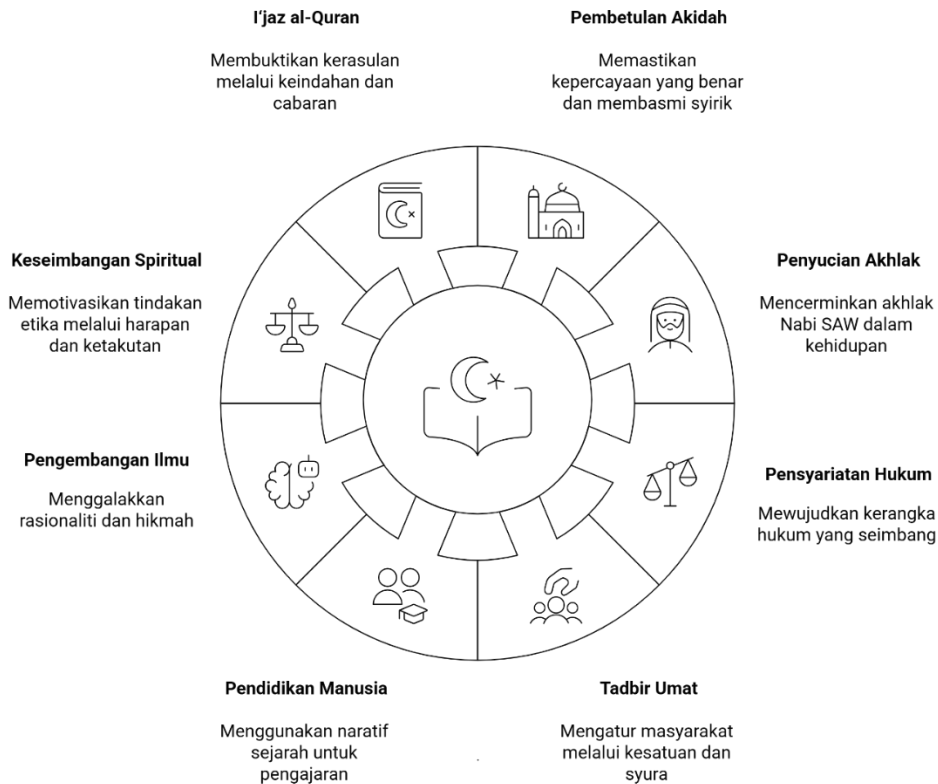 I‘jaz al-Quran
Membuktikan kerasulan
melalui keindahan dan
cabaran
Pembetulan Akidah
Memastikan
kepercayaan yang benar
dan membasmi syirik
Keseimbangan Spiritual
Memotivasikan tindakan
etika melalui harapan
dan ketakutan
Penyucian Akhlak
Mencerminkan akhlak
Nabi SAW dalam
kehidupan
Pengembangan Ilmu
Menggalakkan
rasionaliti dan hikmah
Pensyariatan Hukum
Mewujudkan kerangka
hukum yang seimbang
Pendidikan Manusia
Menggunakan naratif
sejarah untuk
pengajaran
Tadbir Umat
Mengatur masyarakat
melalui kesatuan dan
syura